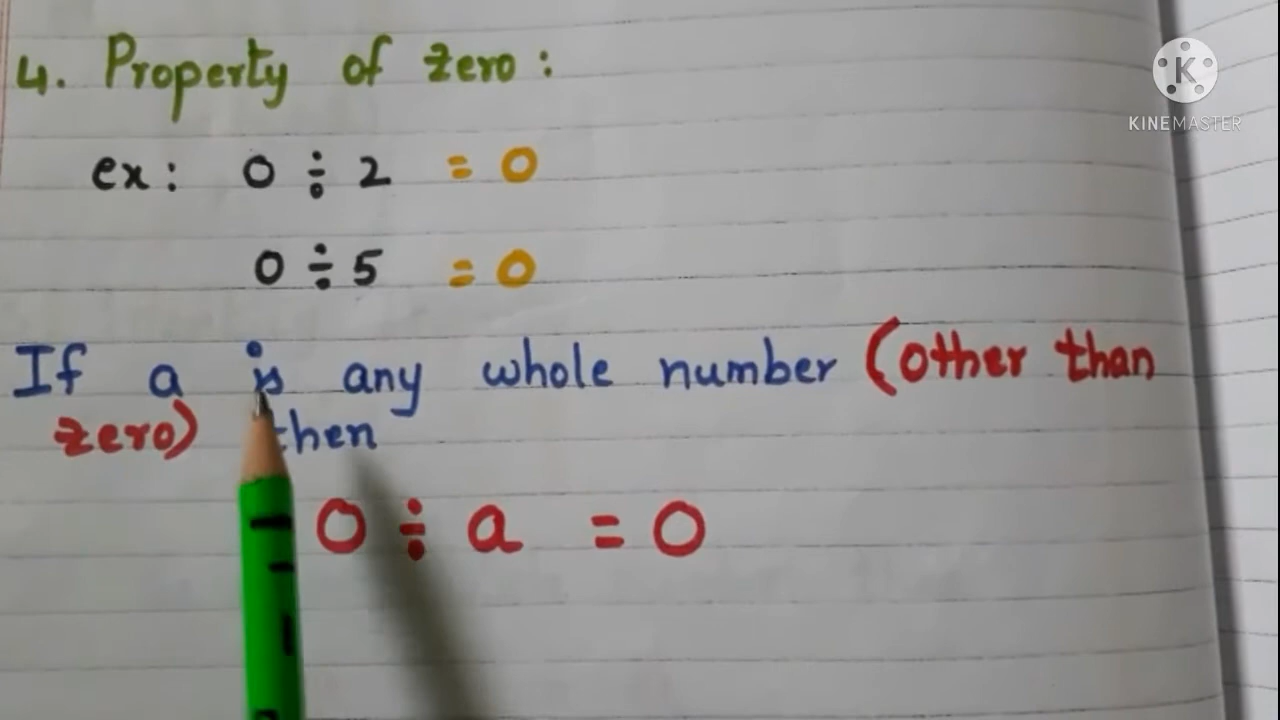 4. Property of zero :
ex: 0 ÷ 2 = 0
0 ÷ 5 = 0
If a is any whole number (other than
zero) then
0 ÷ a = 0
K
KINEMASTER